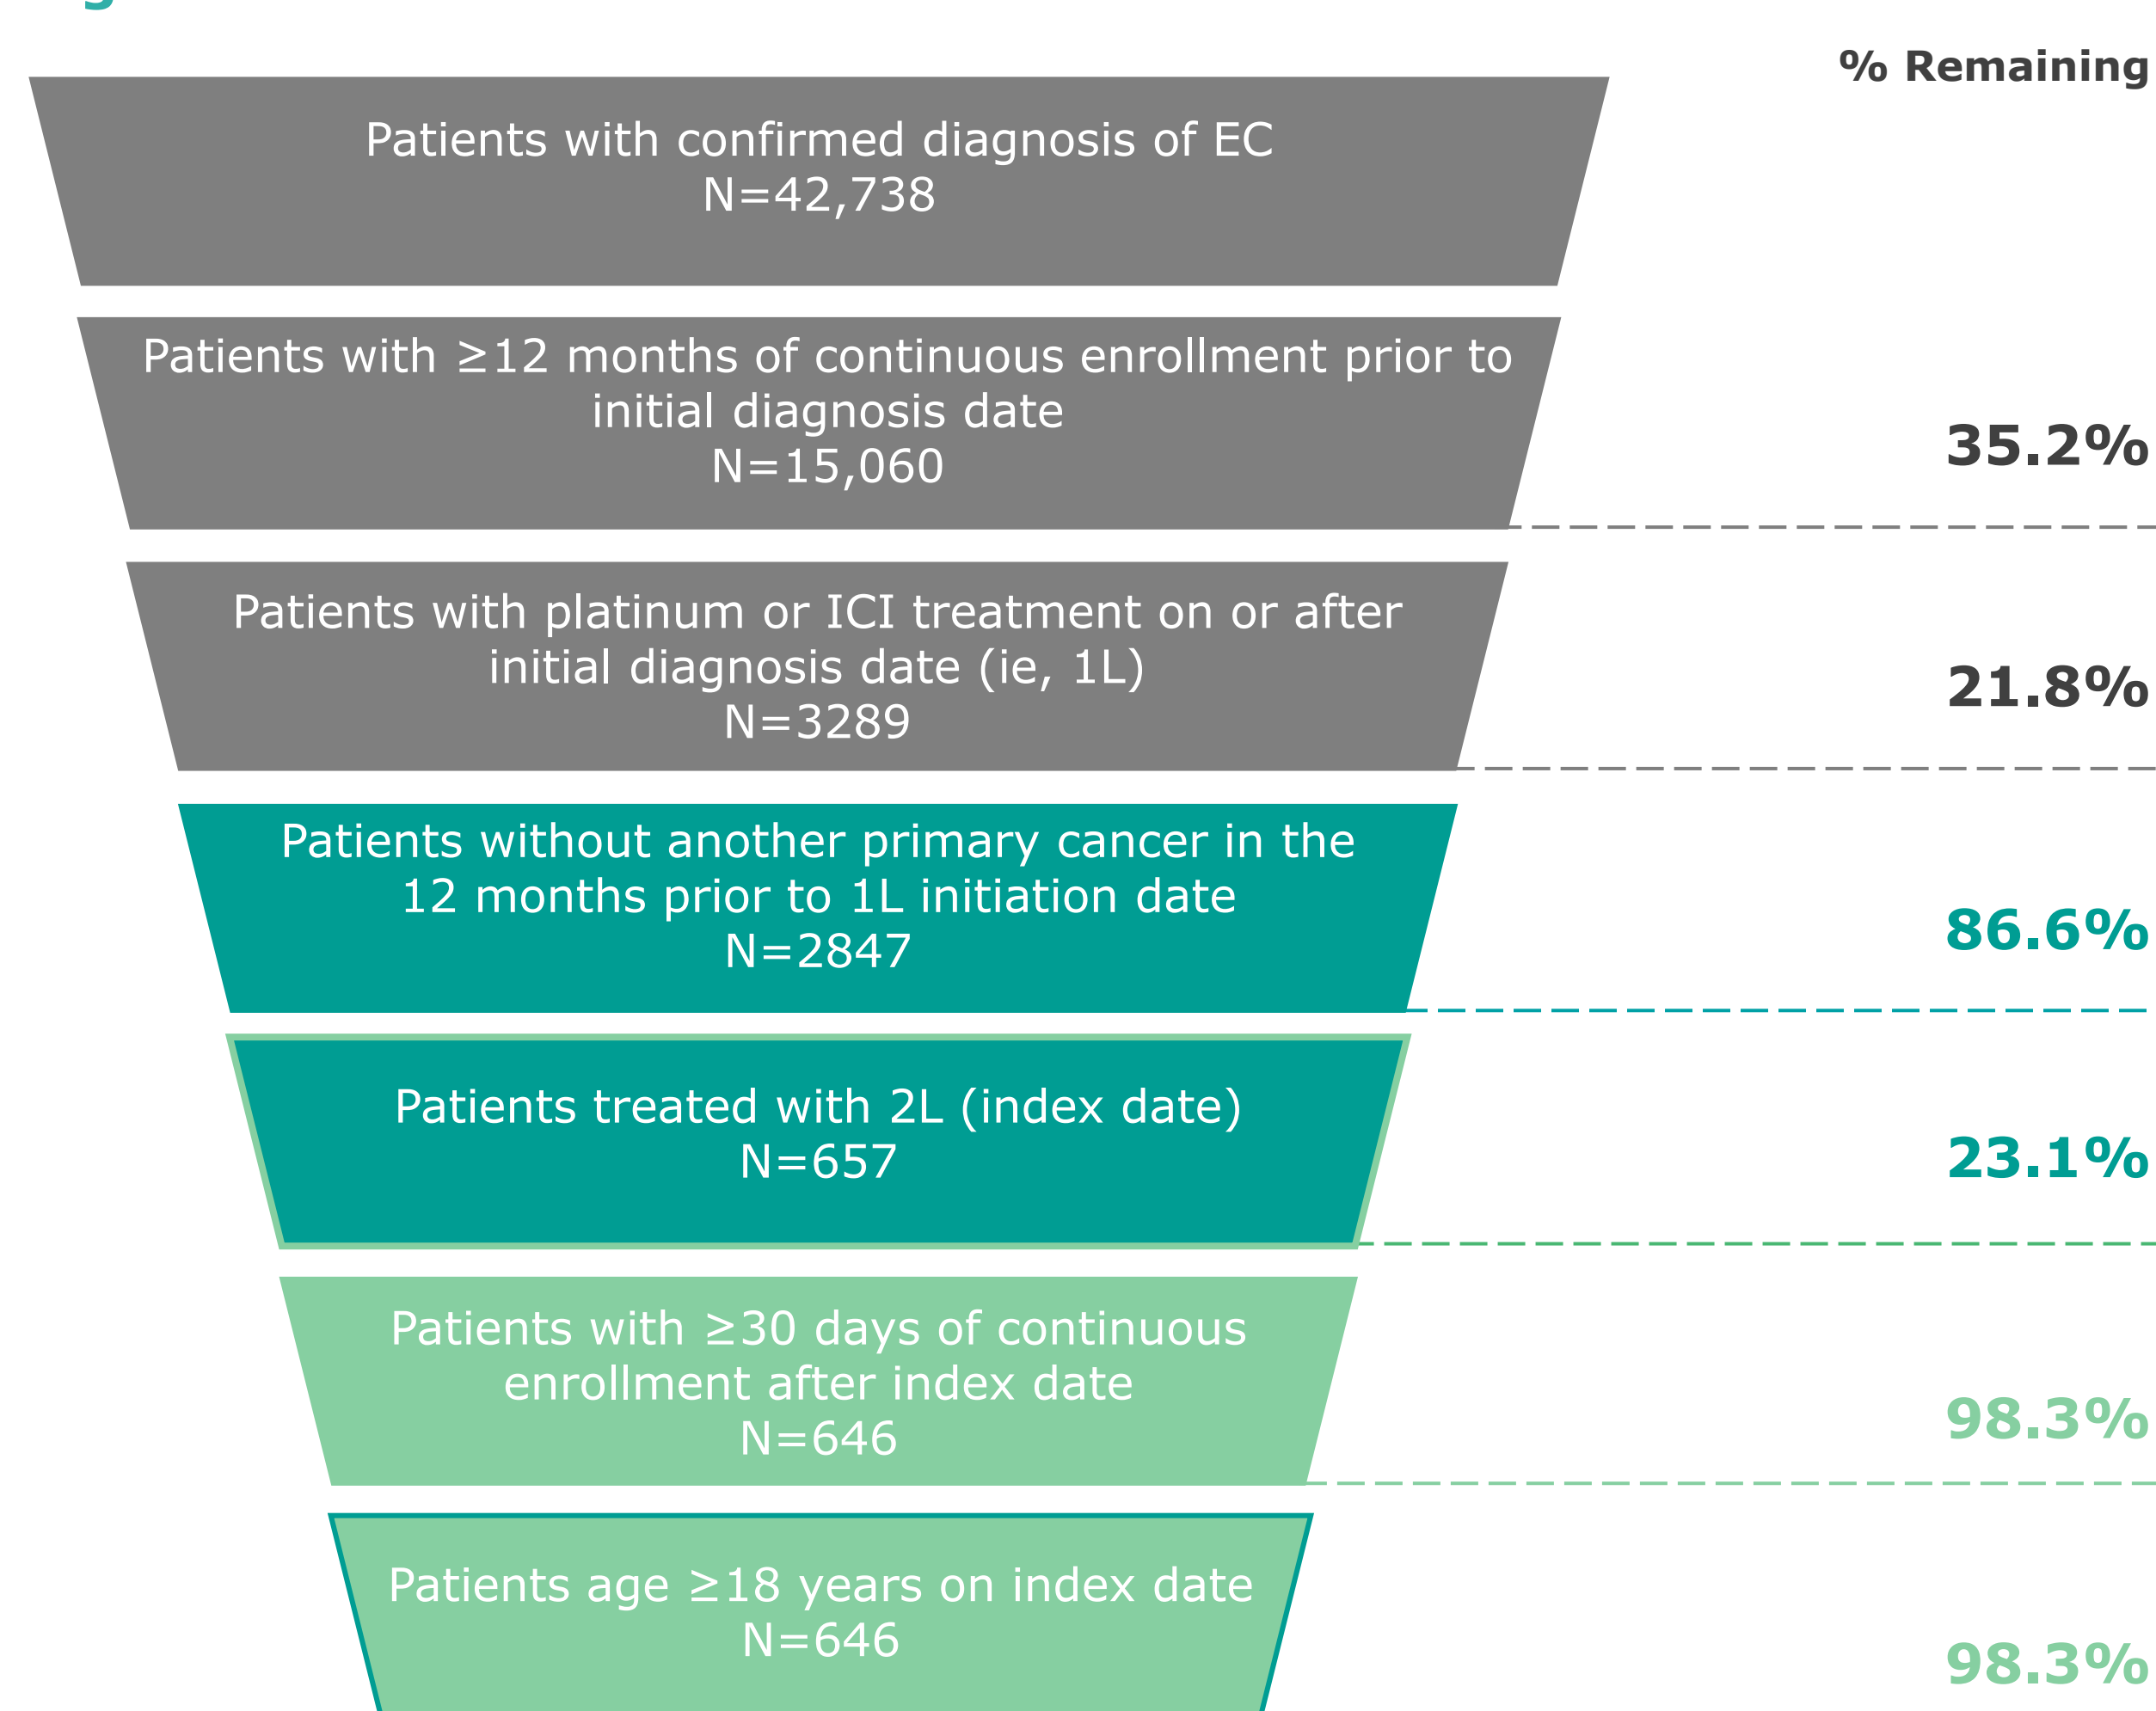 % Remaining
Patients with confirmed diagnosis of EC
N=42,738
Patients with ≥12 months of continuous enrollment prior to
initial diagnosis date
N=15,060
35.2%
Patients with platinum or ICI treatment on or after
initial diagnosis date (ie, 1L)
N=3289
21.8%
Patients without another primary cancer in the
12 months prior to 1L initiation date
N=2847
86.6%
Patients treated with 2L (index date)
N=657
23.1%
Patients with ≥30 days of continuous
enrollment after index date
N=646
98.3%
Patients age ≥18 years on index date
N=646
98.3%